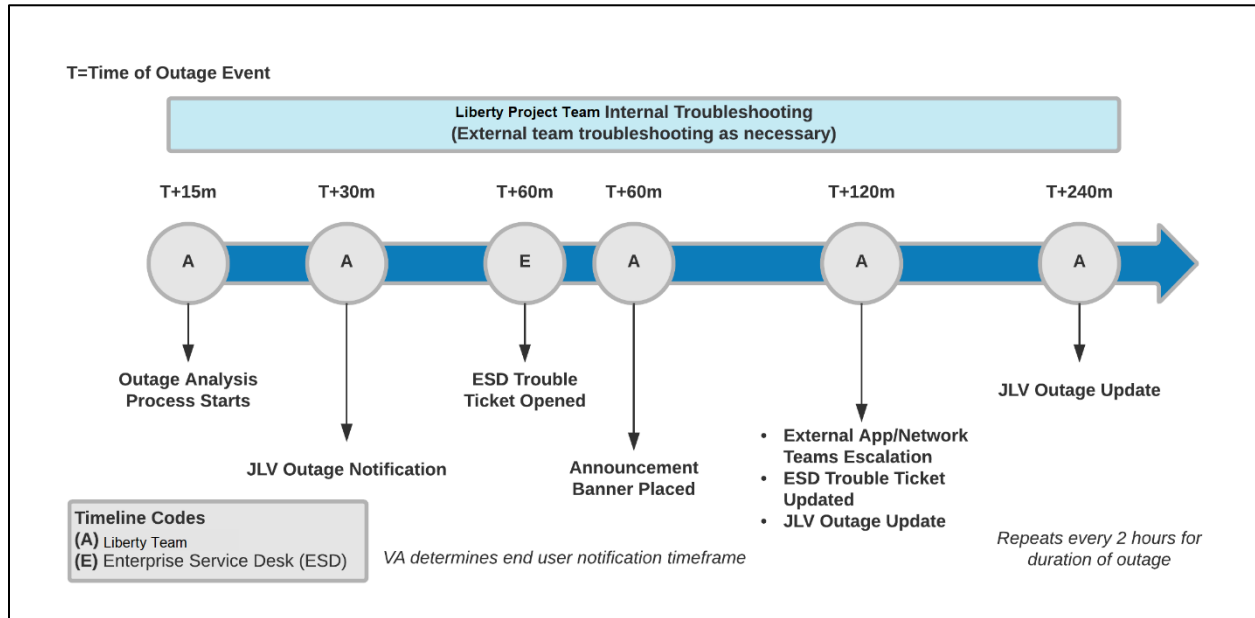 T=Time of Outage Event
Liberty Project Team Internal Troubleshooting
(External team troubleshooting as necessary)
T+15m
T+30m
T+60m
T+60m
T+120m
T+240m
A
A
E
A
A
A
Outage Analysis
Process Starts
JLV Outage Notification
ESD Trouble
Ticket Opened
Announcement
Banner Placed
• External App/Network
Teams Escalation
• ESD Trouble Ticket
Updated
• JLV Outage Update
JLV Outage Update
Timeline Codes
(A) Liberty Team
(E) Enterprise Service Desk (ESD)
VA determines end user notification timeframe
Repeats every 2 hours for
duration of outage